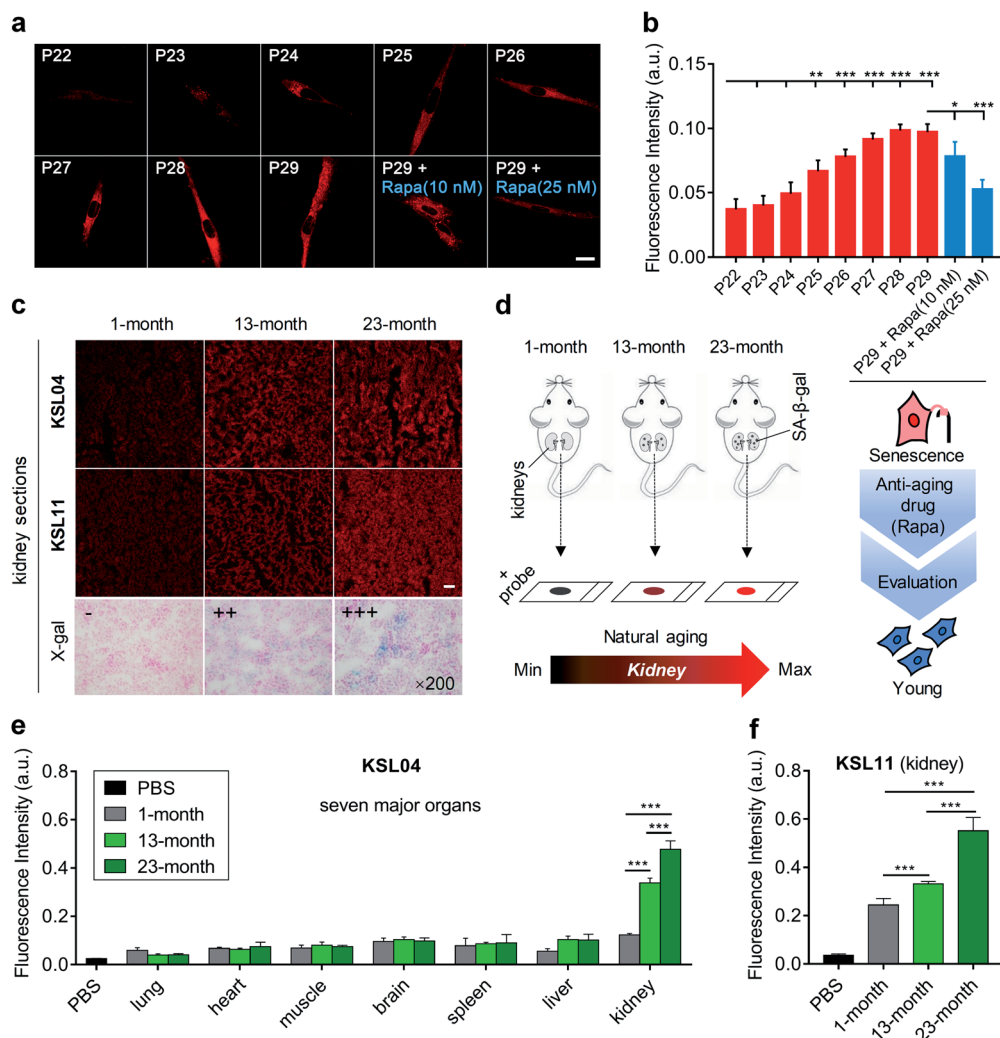 a
P22
P23
P24
P25
P26
P27
P28
P29
P29 +
Rapa(10 nM)
P29 +
Rapa(25 nM)
b
Fluorescence Intensity (a.u.)
0.15
0.10
0.05
0.00
** *** *** *** ***
* ***
P22
P23
P24
P25
P26
P27
P28
P29
P29 + Rapa(10 nM)
P29 + Rapa(25 nM)
Senescence
Anti-aging
drug
(Rapa)
Evaluation
Young
c
1-month 13-month 23-month
kidney sections
KSL04
KSL11
X-gal
-
++
+++
×200
d
1-month 13-month 23-month
kidneys
SA-β-gal
+
probe
Natural aging
Min Kidney Max
e
KSL04
seven major organs
Fluorescence Intensity (a.u.)
0.8
0.6
0.4
0.2
0.0
PBS
1-month
13-month
23-month
***
***
***
PBS
lung
heart
muscle
brain
spleen
liver
kidney
f
KSL11 (kidney)
Fluorescence Intensity (a.u.)
0.8
0.6
0.4
0.2
0.0
***
***
***
PBS
1-month
13-month
23-month